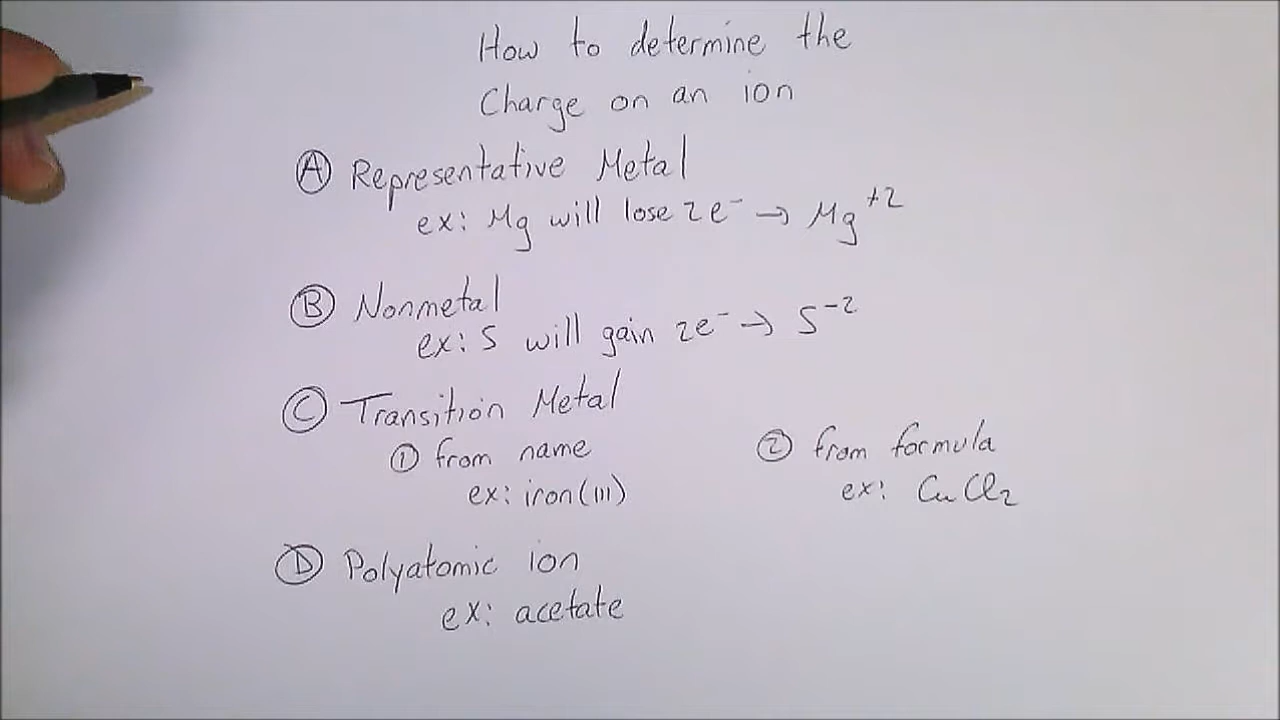 How to determine the
Charge on an ion
Ⓐ Representative Metal
ex: Mg will lose 2e⁻ → Mg⁺²
Ⓑ Nonmetal
ex: S will gain 2e⁻ → S⁻²
Ⓒ Transition Metal
① from name
ex: iron(III)
② from formula
ex: CuCl₂
Ⓓ Polyatomic ion
ex: acetate